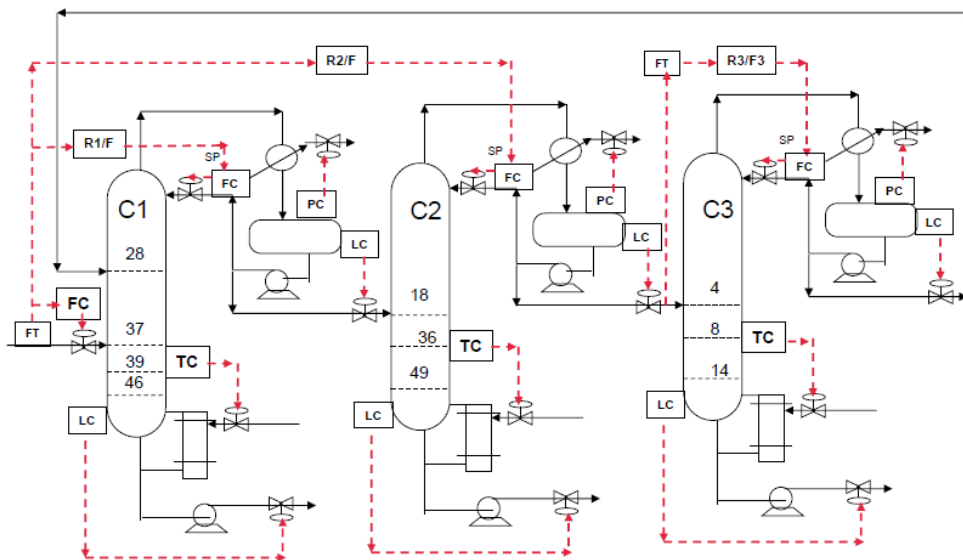 R2/F
FT
R3/F3
R1/F
SP
FC
PC
LC
C1
28
FC
FT
37
39
46
TC
LC
SP
FC
PC
LC
C2
18
36
49
TC
LC
SP
FC
PC
LC
C3
4
8
14
TC
LC